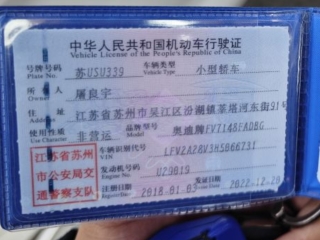 中华人民共和国机动车行驶证
Vehicle License of the People's Republic of China
号牌号码 苏U5U339 车辆类型 小型轿车
Plate No. Vehicle Type
所有人 屠良宇
Owner
住址 江苏省苏州市吴江区汾湖镇荃塔河东街91号
Address
使用性质 非营运 品牌型号 奥迪牌FV7148FADBG
Use Character Model
江苏省苏州 车辆识别代号 LFV2A28V3H5066731
VIN
市公安局交 发动机号码 U29019
Engine No.
通警察支队 注册日期 2018-01-03 发证日期 2022-12-20
Register Date Issue Date